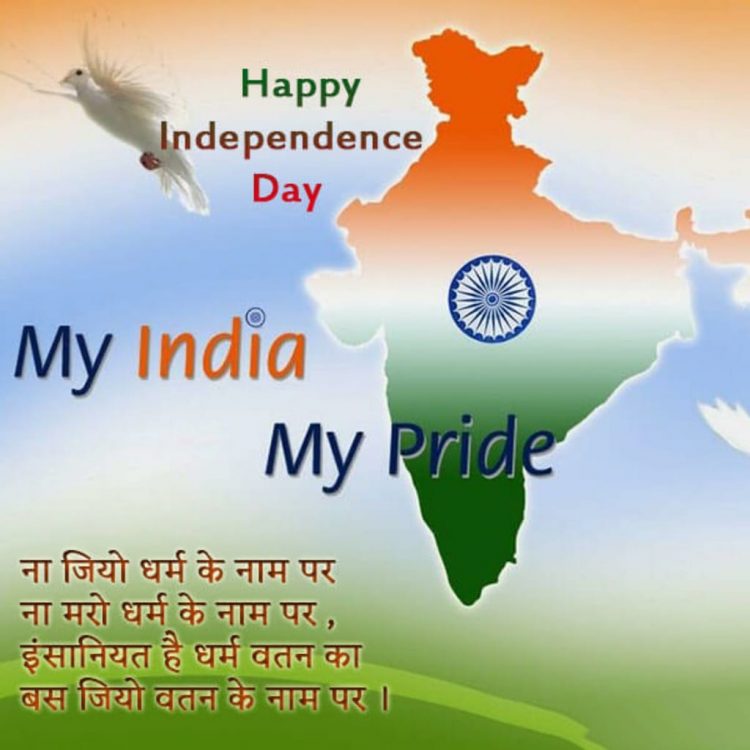 Happy
Independence
Day
My India
My Pride
ना जियो धर्म के नाम पर
ना मरो धर्म के नाम पर ,
इंसानियत है धर्म वतन का
बस जियो वतन के नाम पर ।